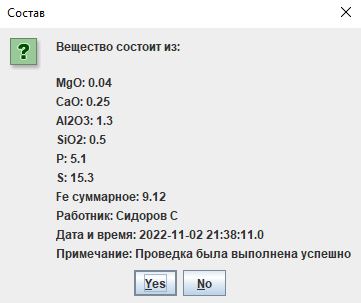 Состав
Вещество состоит из:
MgO: 0.04
CaO: 0.25
Al2O3: 1.3
SiO2: 0.5
P: 5.1
S: 15.3
Fe суммарное: 9.12
Работник: Сидоров С
Дата и время: 2022-11-02 21:38:11.0
Примечание: Проведка была выполнена успешно
Yes
No